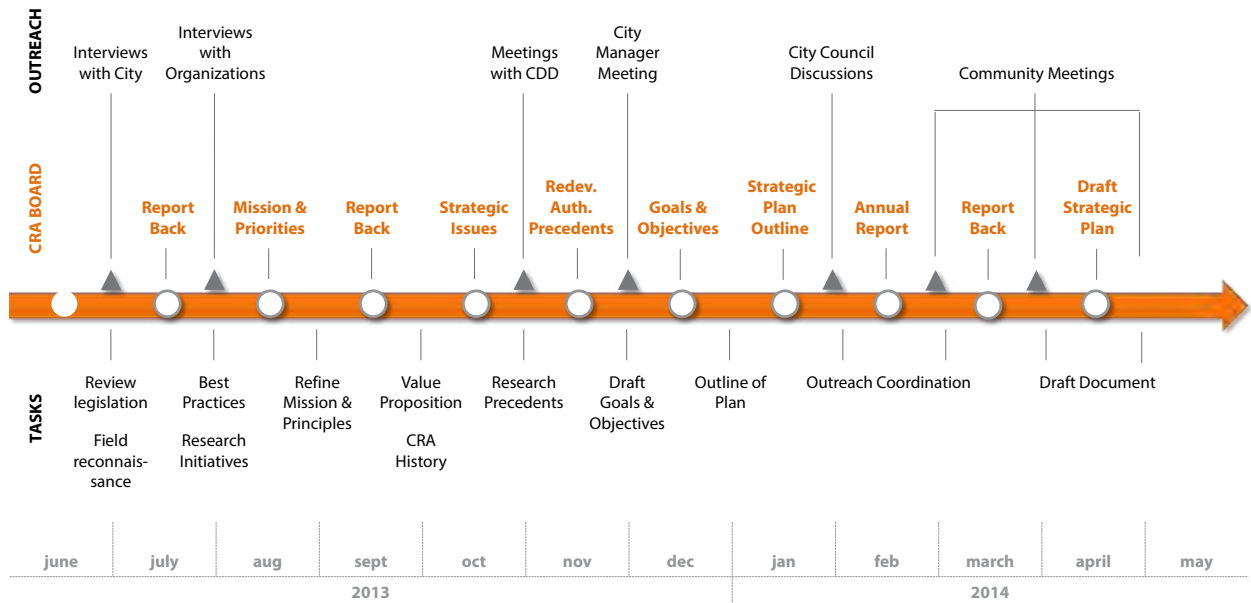 OUTREACH
Interviews
with City
Interviews
with
Organizations
Meetings
with CDD
City
Manager
Meeting
City Council
Discussions
Community Meetings
CRA BOARD
Report
Back
Mission &
Priorities
Report
Back
Strategic
Issues
Redev.
Auth.
Precedents
Goals &
Objectives
Strategic
Plan
Outline
Annual
Report
Report
Back
Draft
Strategic
Plan
TASKS
Review
legislation
Field
reconnais-
sance
Best
Practices
Research
Initiatives
Refine
Mission &
Principles
Value
Proposition
CRA
History
Research
Precedents
Draft
Goals &
Objectives
Outline of
Plan
Outreach Coordination
Draft Document
june july aug sept oct nov dec jan feb march april may
2013 2014